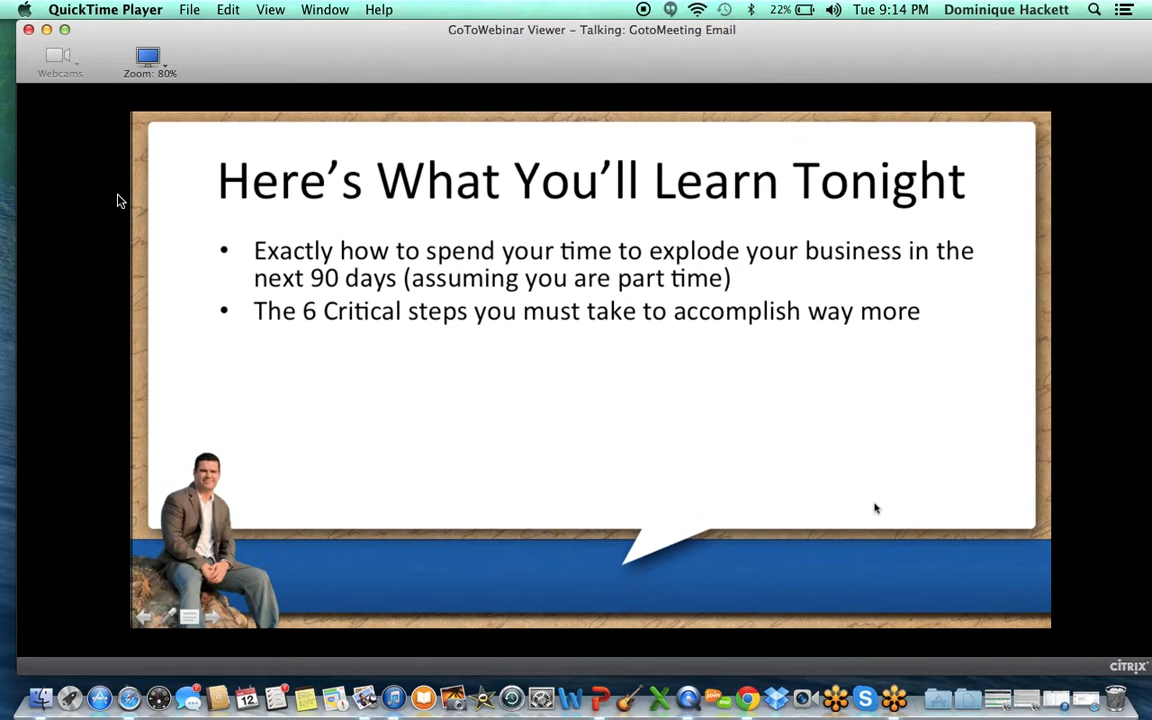 QuickTime Player File Edit View Window Help 22% Tue 9:14 PM Dominique Hackett
GoToWebinar Viewer – Talking: GotoMeeting Email
Webcams Zoom: 80%
Here's What You'll Learn Tonight
• Exactly how to spend your time to explode your business in the
next 90 days (assuming you are part time)
• The 6 Critical steps you must take to accomplish way more
CITRIX